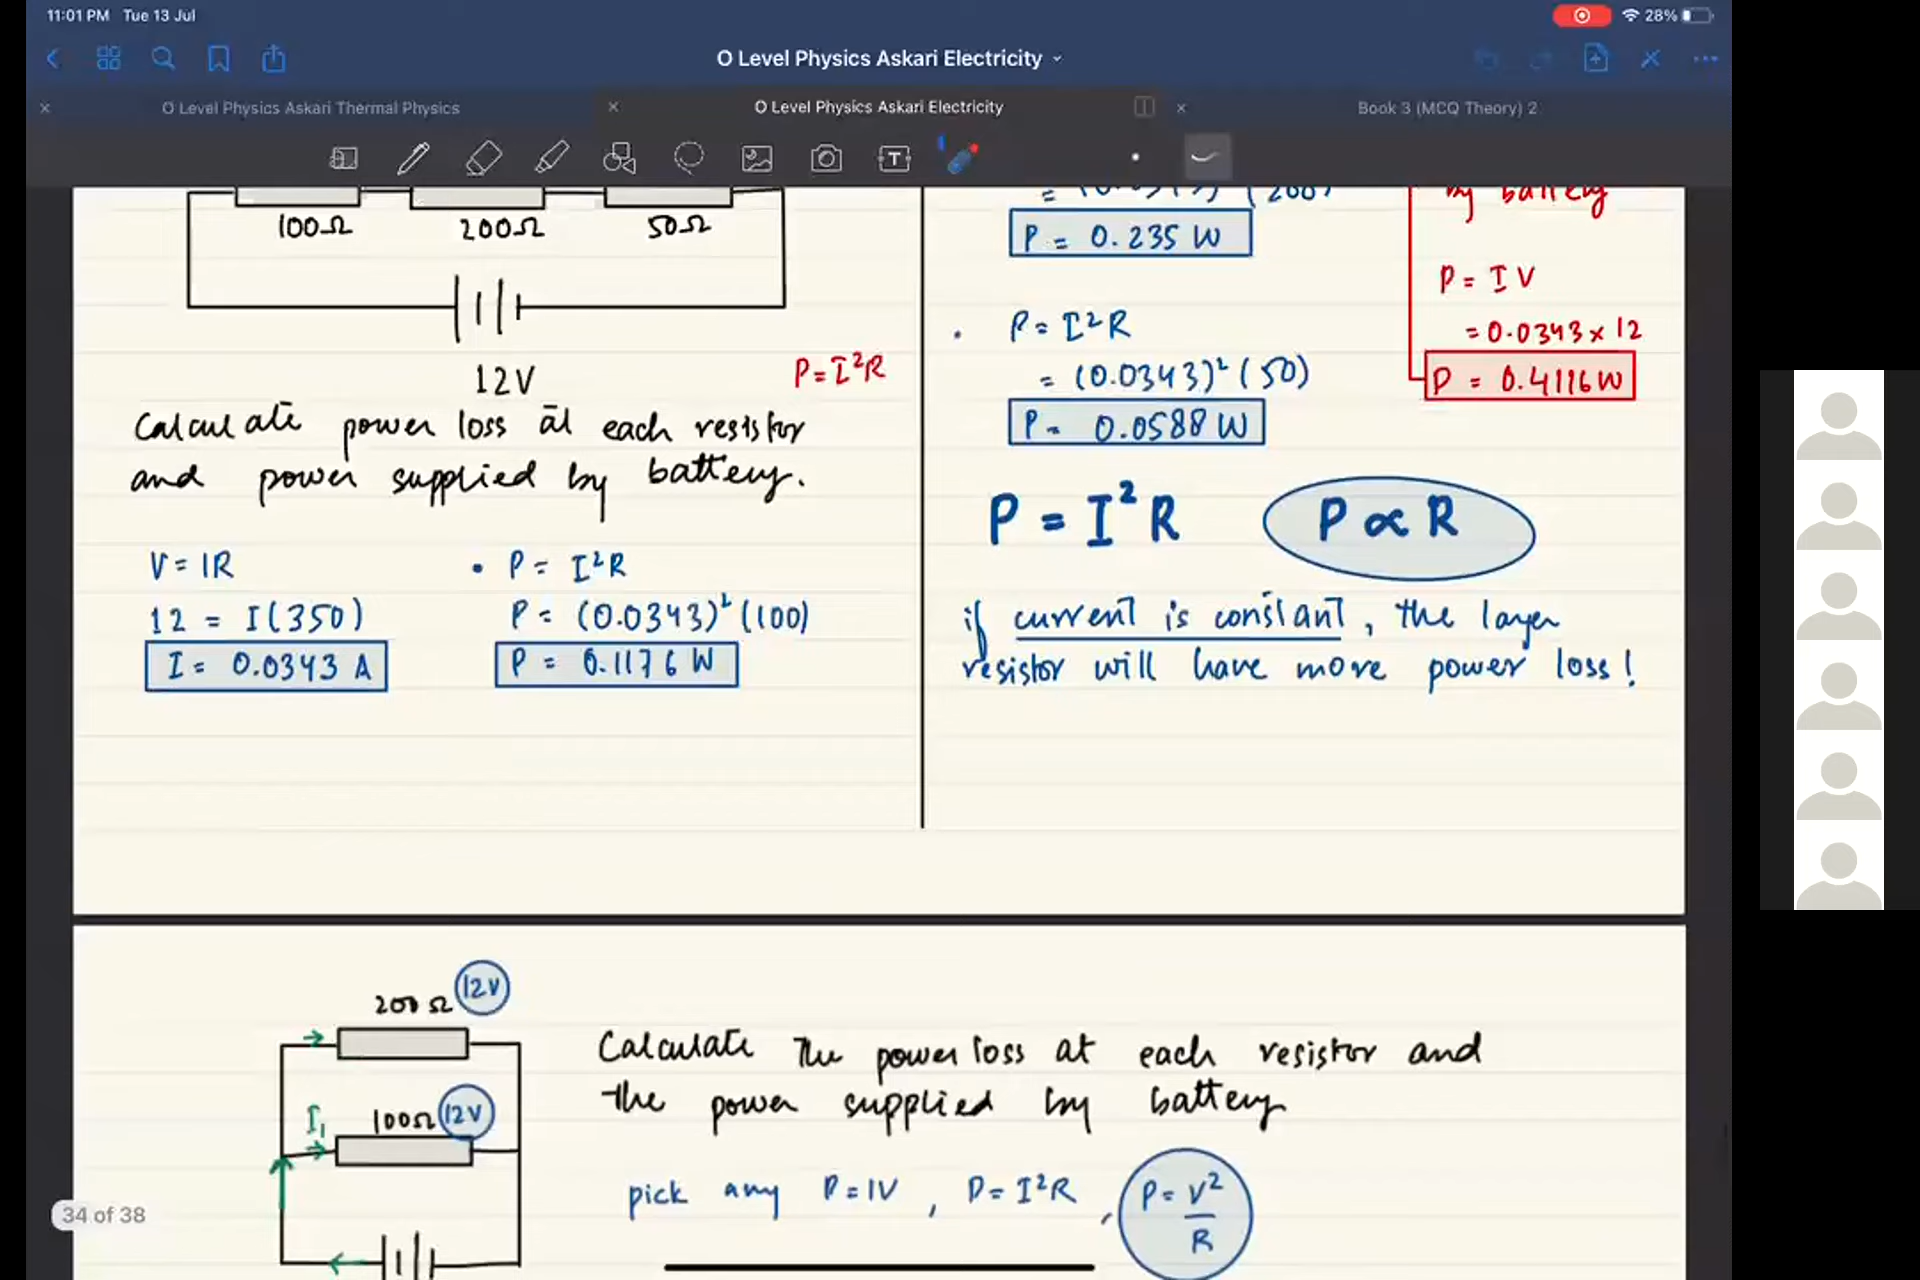 11:01 PM Tue 13 Jul
28%
O Level Physics Askari Electricity
O Level Physics Askari Thermal Physics
O Level Physics Askari Electricity
Book 3 (MCQ Theory) 2
100Ω
200Ω
50Ω
12V
P=I²R
Calculate power loss at each resistor
and power supplied by battery.
V = IR
12 = I(350)
I = 0.0343 A
• P = I²R
P = (0.0343)² (100)
P = 0.1176 W
P = 0.235 W
P = I²R
= (0.0343)² (50)
P = 0.0588 W
by battery
P = IV
= 0.0343 x 12
P = 0.4116W
P = I²R
P ∝ R
if current is constant, the larger
resistor will have more power loss!
200 Ω 12V
I₁ 100Ω 12V
Calculate the power loss at each resistor and
the power supplied by battery
pick any P = IV , P = I²R , P = V²/R
34 of 38